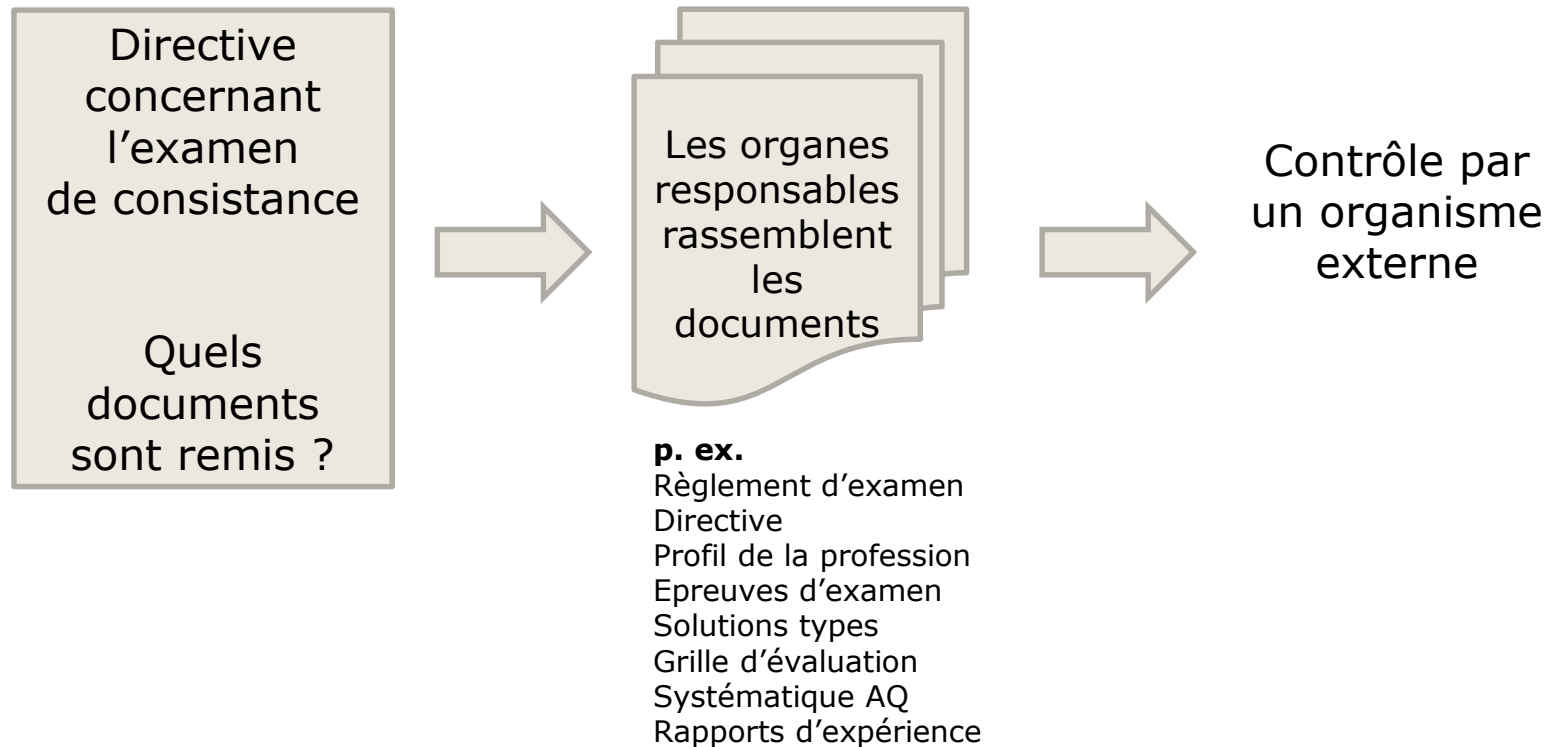 Directive
concernant
l’examen
de consistance
Quels
documents
sont remis ?
Les organes
responsables
rassemblent
les
documents
p. ex.
Règlement d’examen
Directive
Profil de la profession
Epreuves d’examen
Solutions types
Grille d’évaluation
Systématique AQ
Rapports d’expérience
Contrôle par
un organisme
externe